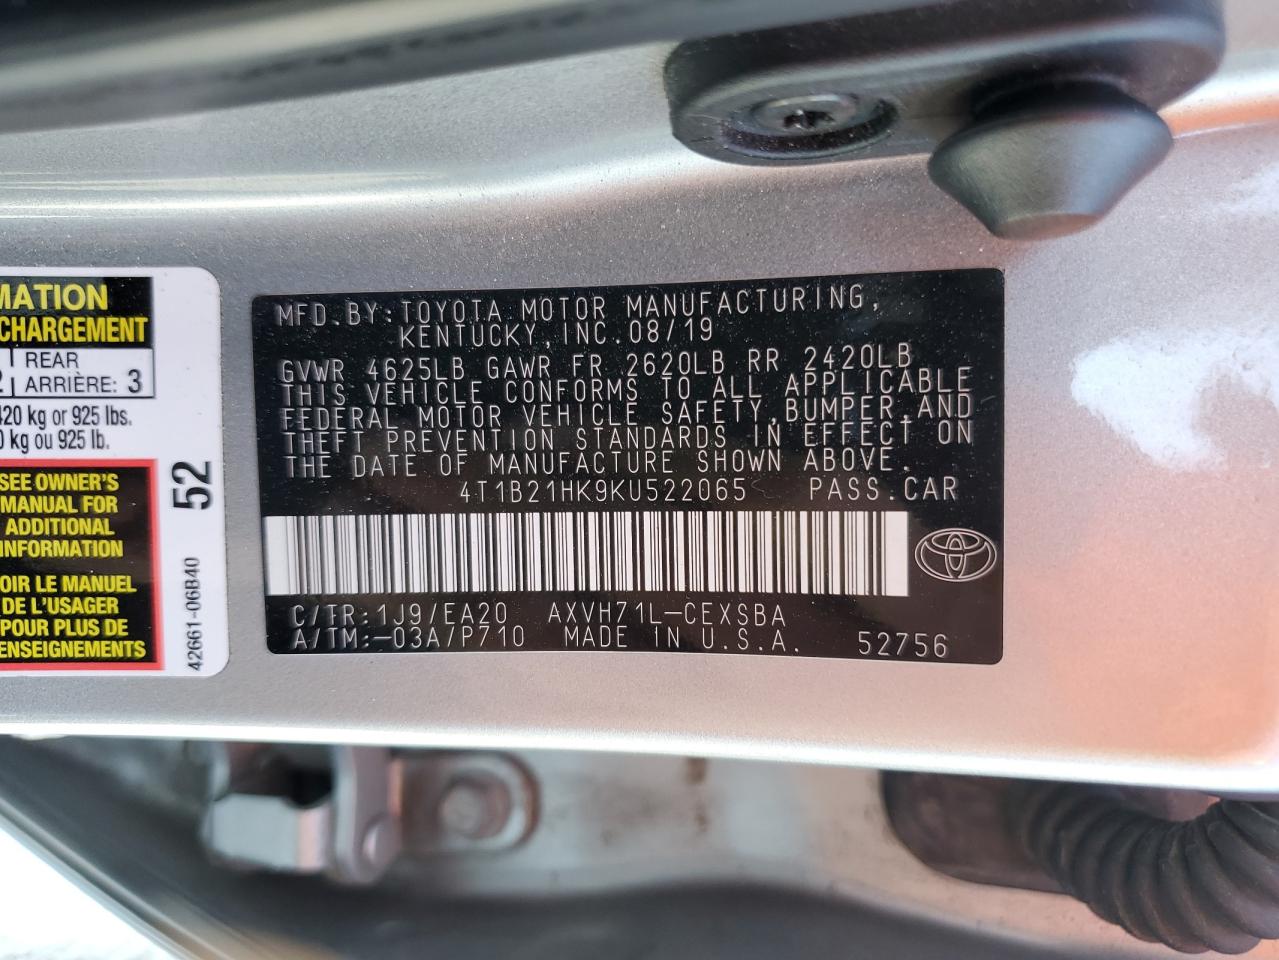 MATION
CHARGEMENT
REAR
ARRIÈRE: 3
420 kg or 925 lbs.
kg ou 925 lb.
SEE OWNER'S
MANUAL FOR
ADDITIONAL
INFORMATION
OIR LE MANUEL
DE L'USAGER
POUR PLUS DE
ENSEIGNEMENTS
52
42661-06B40
MFD.BY:TOYOTA MOTOR MANUFACTURING,
KENTUCKY,INC.08/19
GVWR 4625LB GAWR FR 2620LB RR 2420LB
THIS VEHICLE CONFORMS TO ALL APPLICABLE
FEDERAL MOTOR VEHICLE SAFETY,BUMPER,AND
THEFT PREVENTION STANDARDS IN EFFECT ON
THE DATE OF MANUFACTURE SHOWN ABOVE.
4T1B21HK9KU522065 PASS.CAR
C/TR:1J9/EA20 AXVH71L-CEXSBA
A/TM:-03A/P710 MADE IN U.S.A. 52756